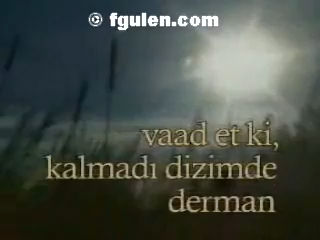 © fgulen.com
vaad et ki,
kalmadı dizimde
derman